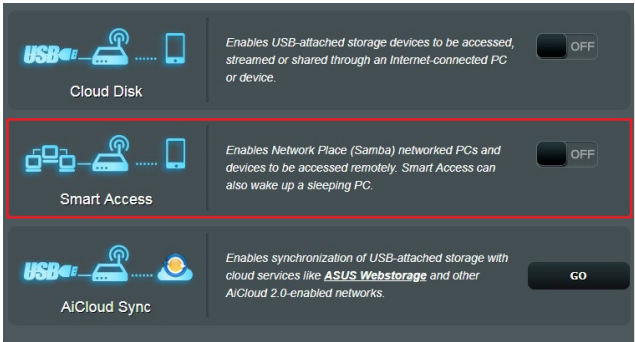 USB
Cloud Disk
Enables USB-attached storage devices to be accessed,
streamed or shared through an Internet-connected PC
or device.
OFF
Smart Access
Enables Network Place (Samba) networked PCs and
devices to be accessed remotely. Smart Access can
also wake up a sleeping PC.
OFF
USB
AiCloud Sync
Enables synchronization of USB-attached storage with
cloud services like ASUS Webstorage and other
AiCloud 2.0-enabled networks.
GO